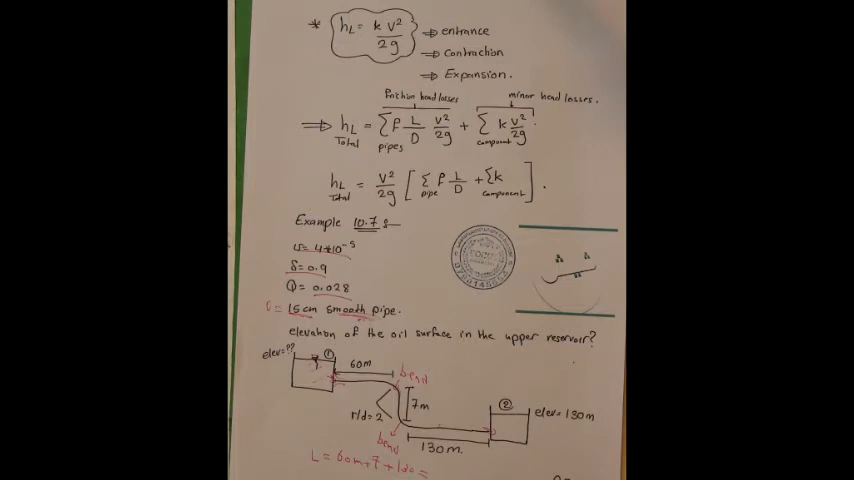 * hL = k V²/2g ⇒ entrance
⇒ Contraction
⇒ Expansion.
friction head losses minor head losses.
⇒ hL Total = Σ pipes f L/D V²/2g + Σ component k V²/2g.
hL Total = V²/2g [ Σ pipe f L/D + Σk component ].
Example 10.7 :-
υ = 4*10⁻⁵
δ = 0.9
Q = 0.028
= 15cm smooth pipe.
elevation of the oil surface in the upper reservoir?
elev=?? ① 60m bend
7m
r/d = 2
② elev = 130m
bend
130m.
L = 60m + 7 + 130 =